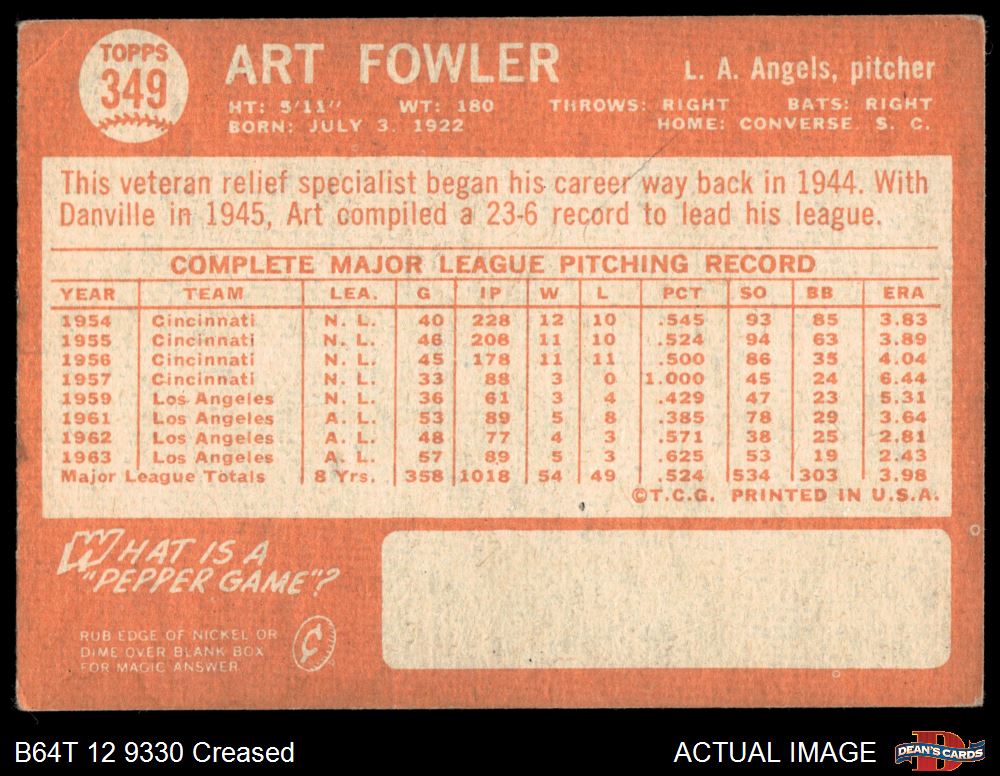 TOPPS
349
ART FOWLER
L. A. Angels, pitcher
HT: 5'11" WT: 180 THROWS: RIGHT BATS: RIGHT
BORN: JULY 3, 1922 HOME: CONVERSE, S. C.
This veteran relief specialist began his career way back in 1944. With
Danville in 1945, Art compiled a 23-6 record to lead his league.
COMPLETE MAJOR LEAGUE PITCHING RECORD
YEAR TEAM LEA. G IP W L PCT SO BB ERA
1954 Cincinnati N. L. 40 228 12 10 .545 93 85 3.83
1955 Cincinnati N. L. 46 208 11 10 .524 94 63 3.89
1956 Cincinnati N. L. 45 178 11 11 .500 86 35 4.04
1957 Cincinnati N. L. 33 88 3 0 1.000 45 24 6.44
1959 Los Angeles N. L. 36 61 3 4 .429 47 23 5.31
1961 Los Angeles A. L. 53 89 5 8 .385 78 29 3.64
1962 Los Angeles A. L. 48 77 4 3 .571 38 25 2.81
1963 Los Angeles A. L. 57 89 5 3 .625 53 19 2.43
Major League Totals 8 Yrs. 358 1018 54 49 .524 534 303 3.98
©T.C.G. PRINTED IN U.S.A.
WHAT IS A
"PEPPER GAME"?
RUB EDGE OF NICKEL OR
DIME OVER BLANK BOX
FOR MAGIC ANSWER
B64T 12 9330 Creased
ACTUAL IMAGE
DEAN'S CARDS